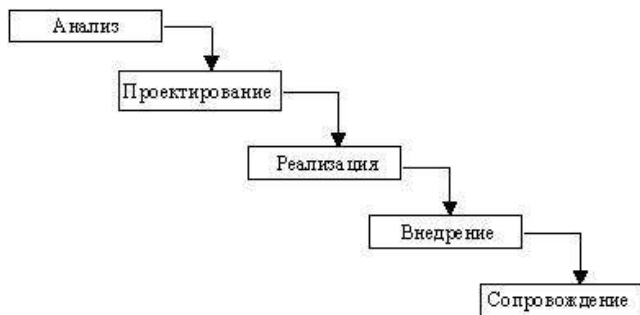 Анализ
Проектирование
Реализация
Внедрение
Сопровождение